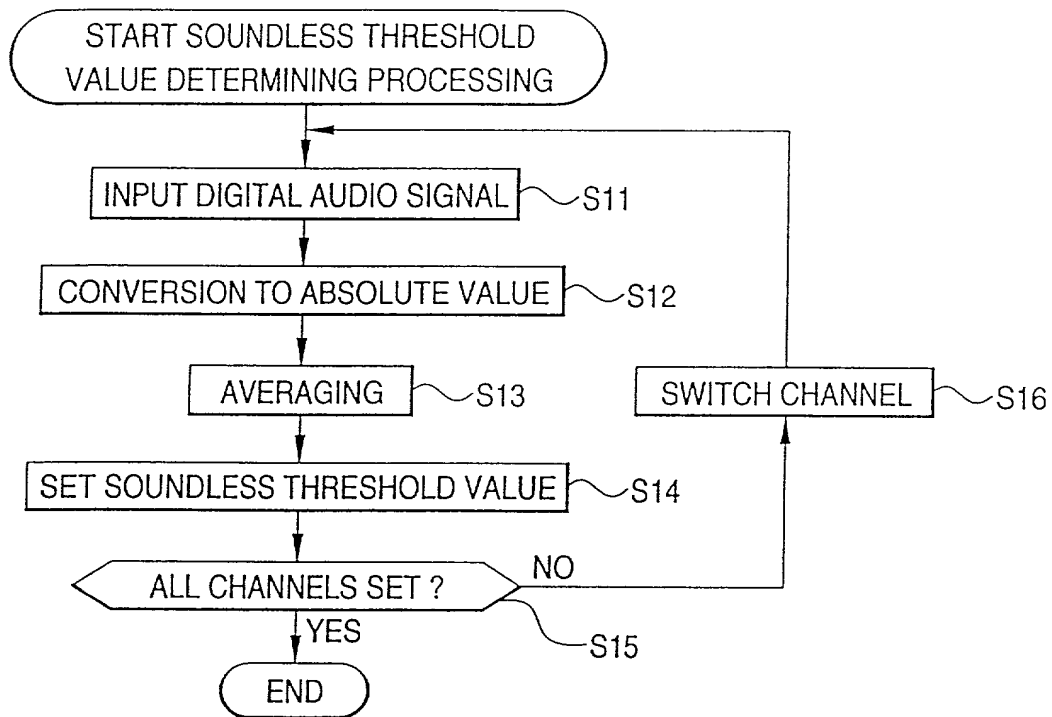 START SOUNDLESS THRESHOLD
VALUE DETERMINING PROCESSING
INPUT DIGITAL AUDIO SIGNAL
S11
CONVERSION TO ABSOLUTE VALUE
S12
AVERAGING
S13
SWITCH CHANNEL
S16
SET SOUNDLESS THRESHOLD VALUE
S14
ALL CHANNELS SET ?
NO
S15
YES
END